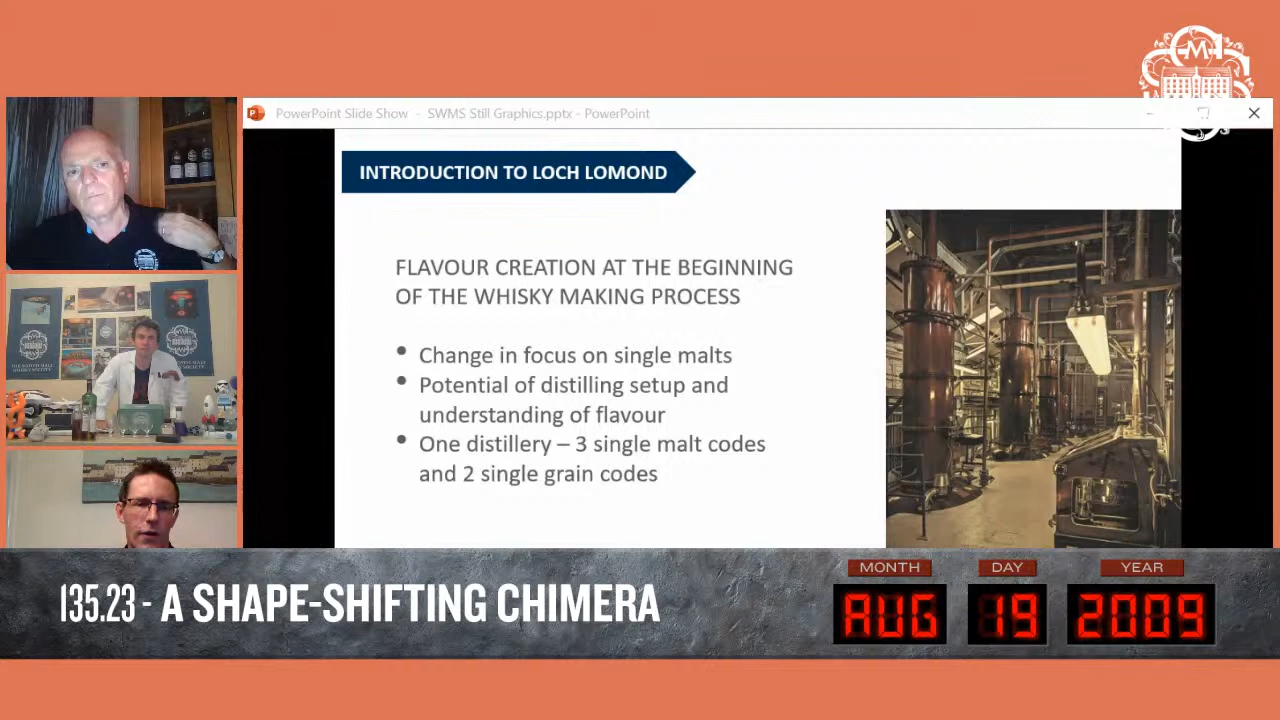 M
PowerPoint Slide Show - SWMS Still Graphics.pptx - PowerPoint
INTRODUCTION TO LOCH LOMOND
FLAVOUR CREATION AT THE BEGINNING
OF THE WHISKY MAKING PROCESS
• Change in focus on single malts
• Potential of distilling setup and
understanding of flavour
• One distillery – 3 single malt codes
and 2 single grain codes
135.23 - A SHAPE-SHIFTING CHIMERA
MONTH DAY YEAR
AUG 19 2009